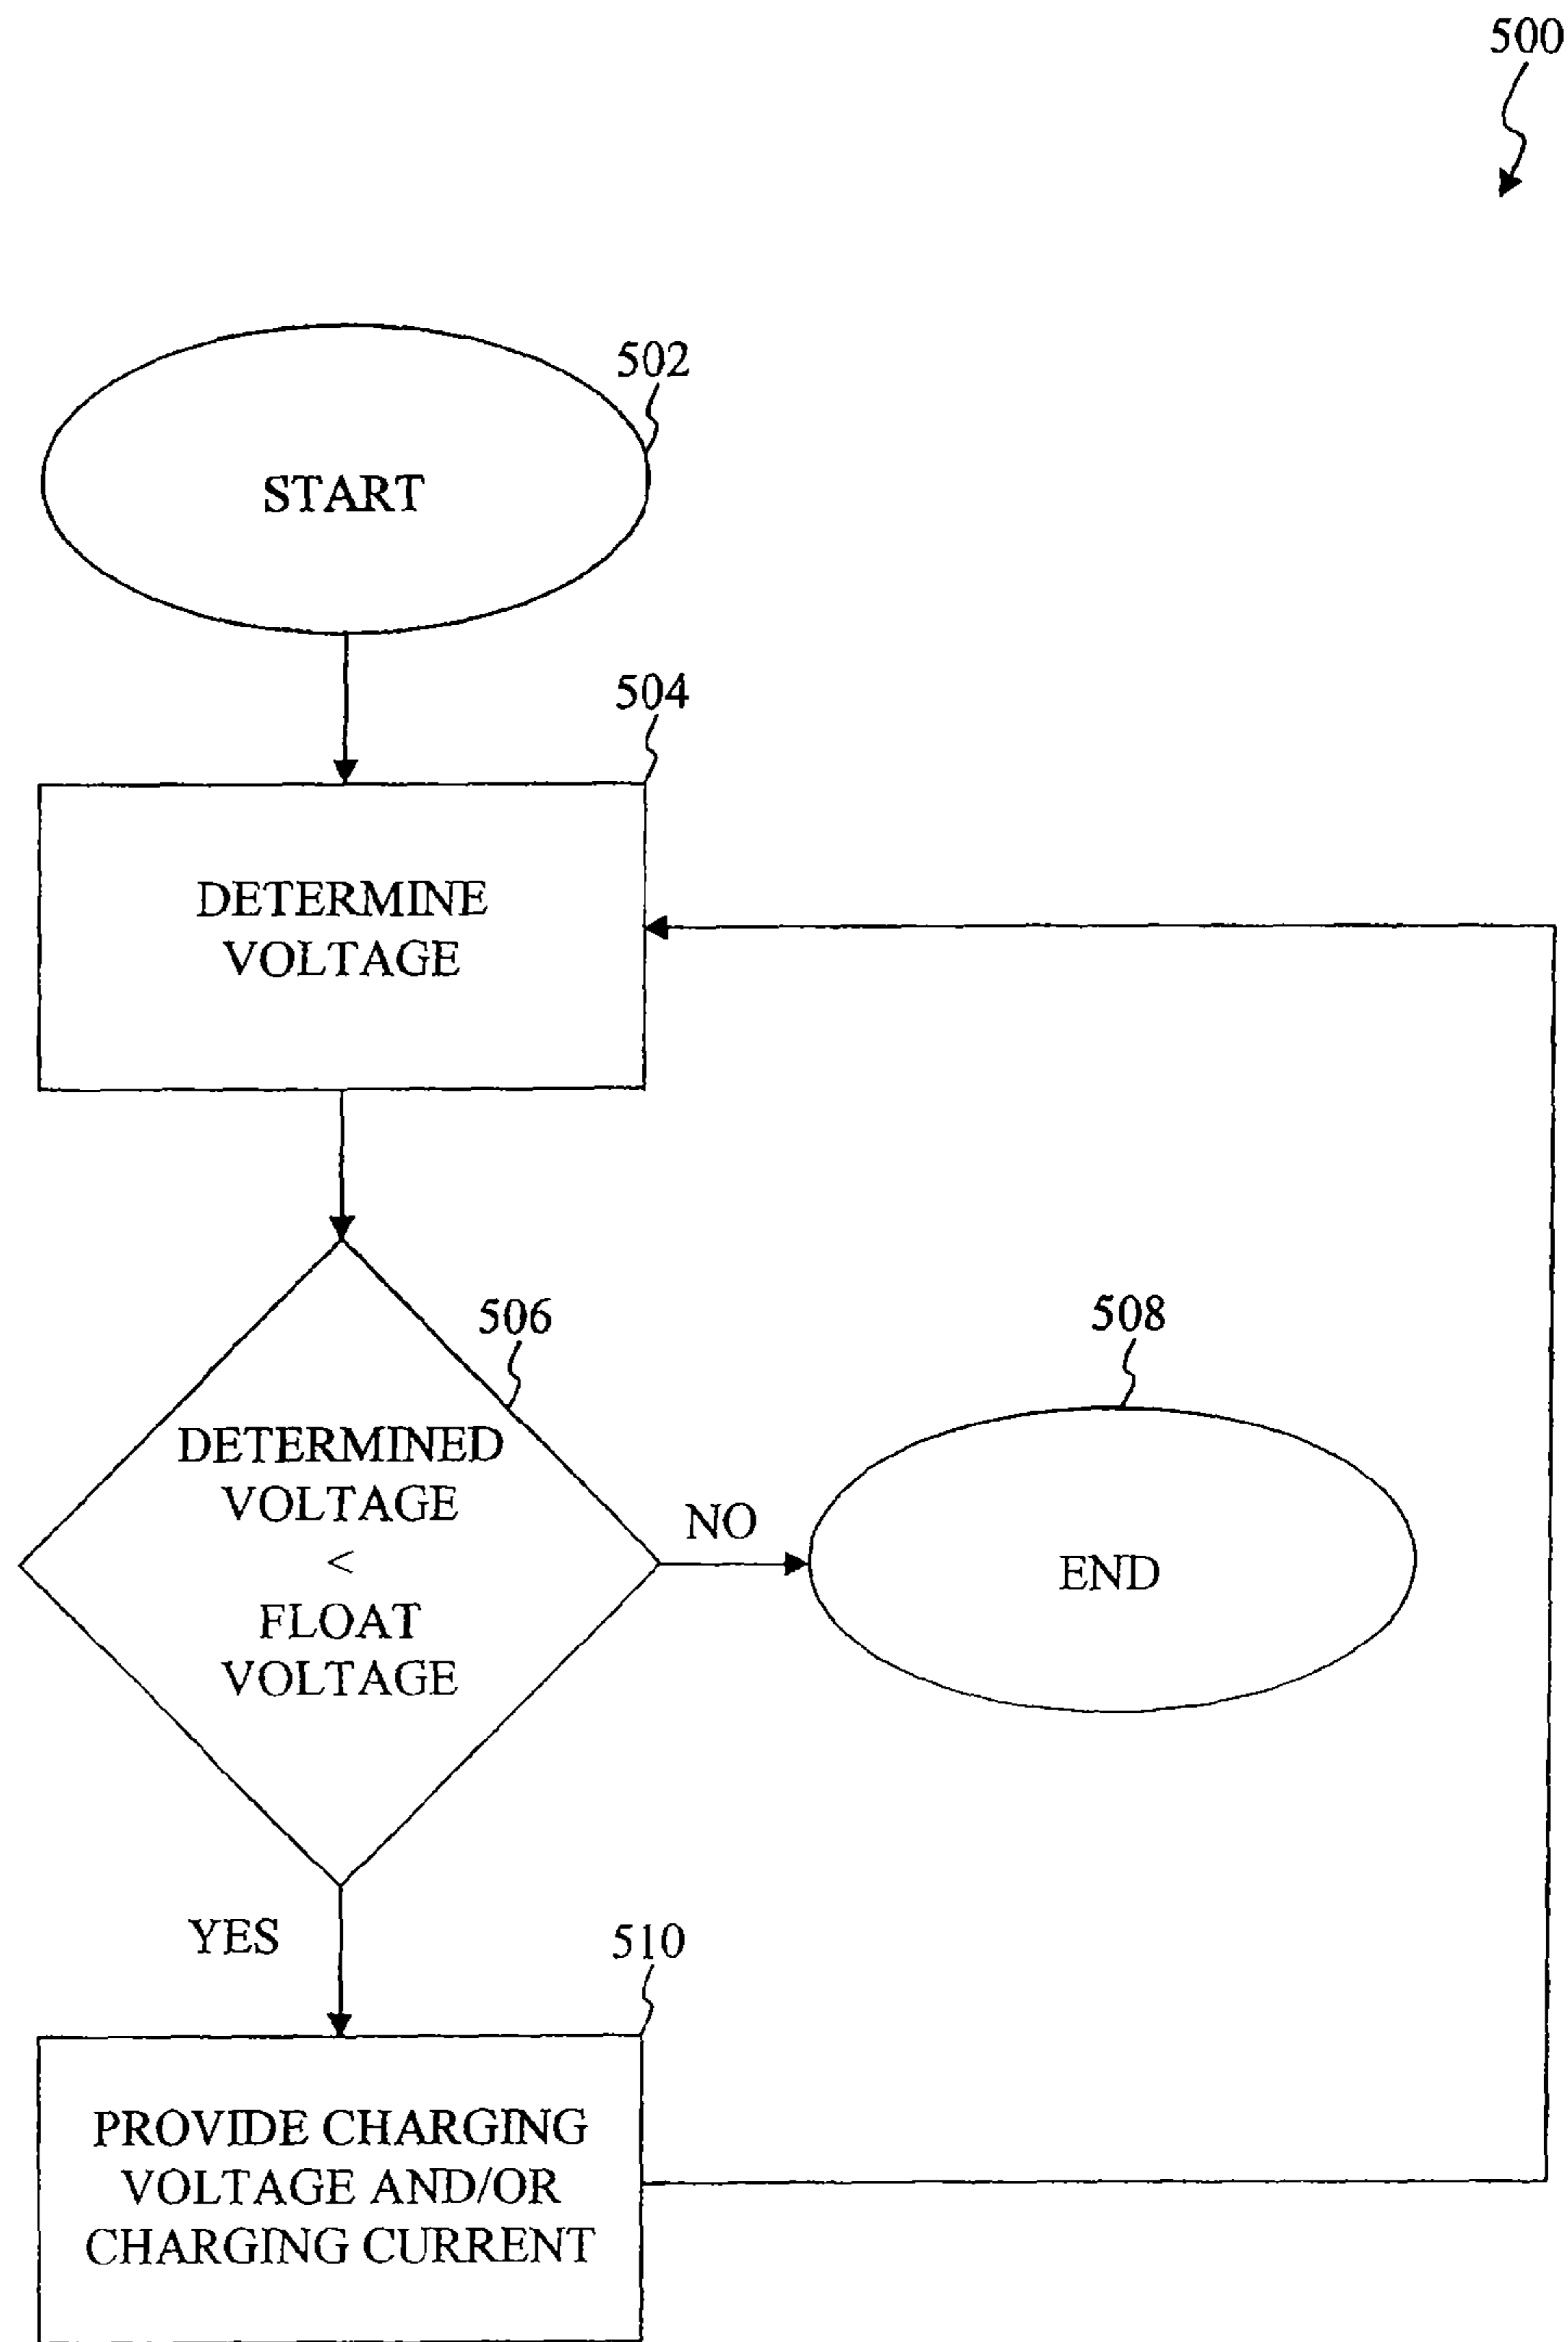 500
502
START
504
DETERMINE
VOLTAGE
506
DETERMINED
VOLTAGE
<
FLOAT
VOLTAGE
NO
508
END
YES
510
PROVIDE CHARGING
VOLTAGE AND/OR
CHARGING CURRENT